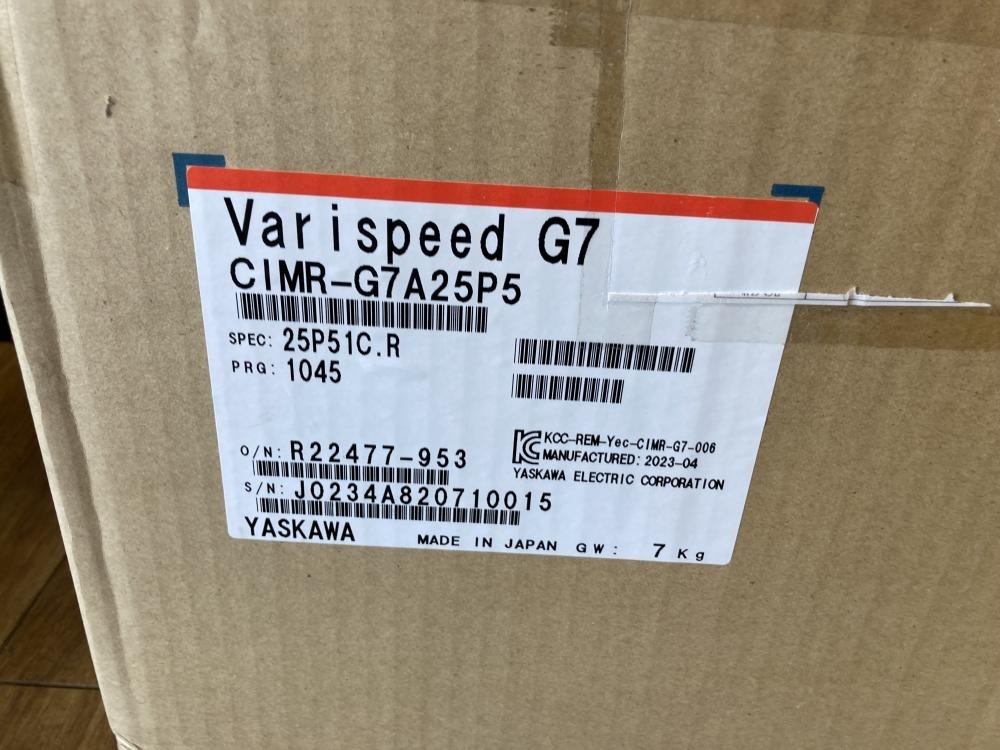 Varispeed G7
CIMR-G7A25P5
SPEC: 25P51C.R
PRG: 1045
O/N: R22477-953
S/N: J0234A820710015
KCC-REM-Yec-CIMR-G7-006
MANUFACTURED: 2023-04
YASKAWA ELECTRIC CORPORATION
YASKAWA
MADE IN JAPAN GW: 7 Kg